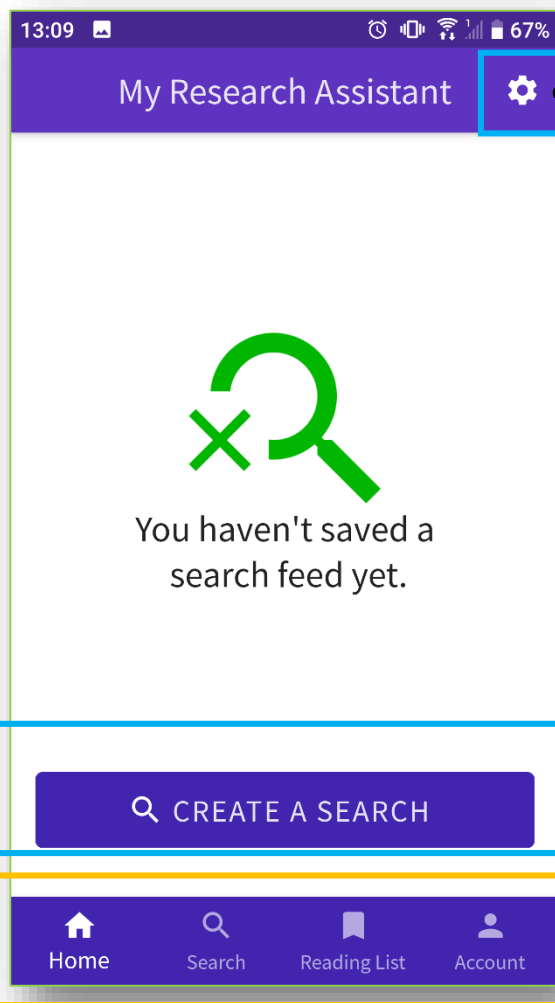 13:09 67%
My Research Assistant
You haven't saved a
search feed yet.
CREATE A SEARCH
Home Search Reading List Account